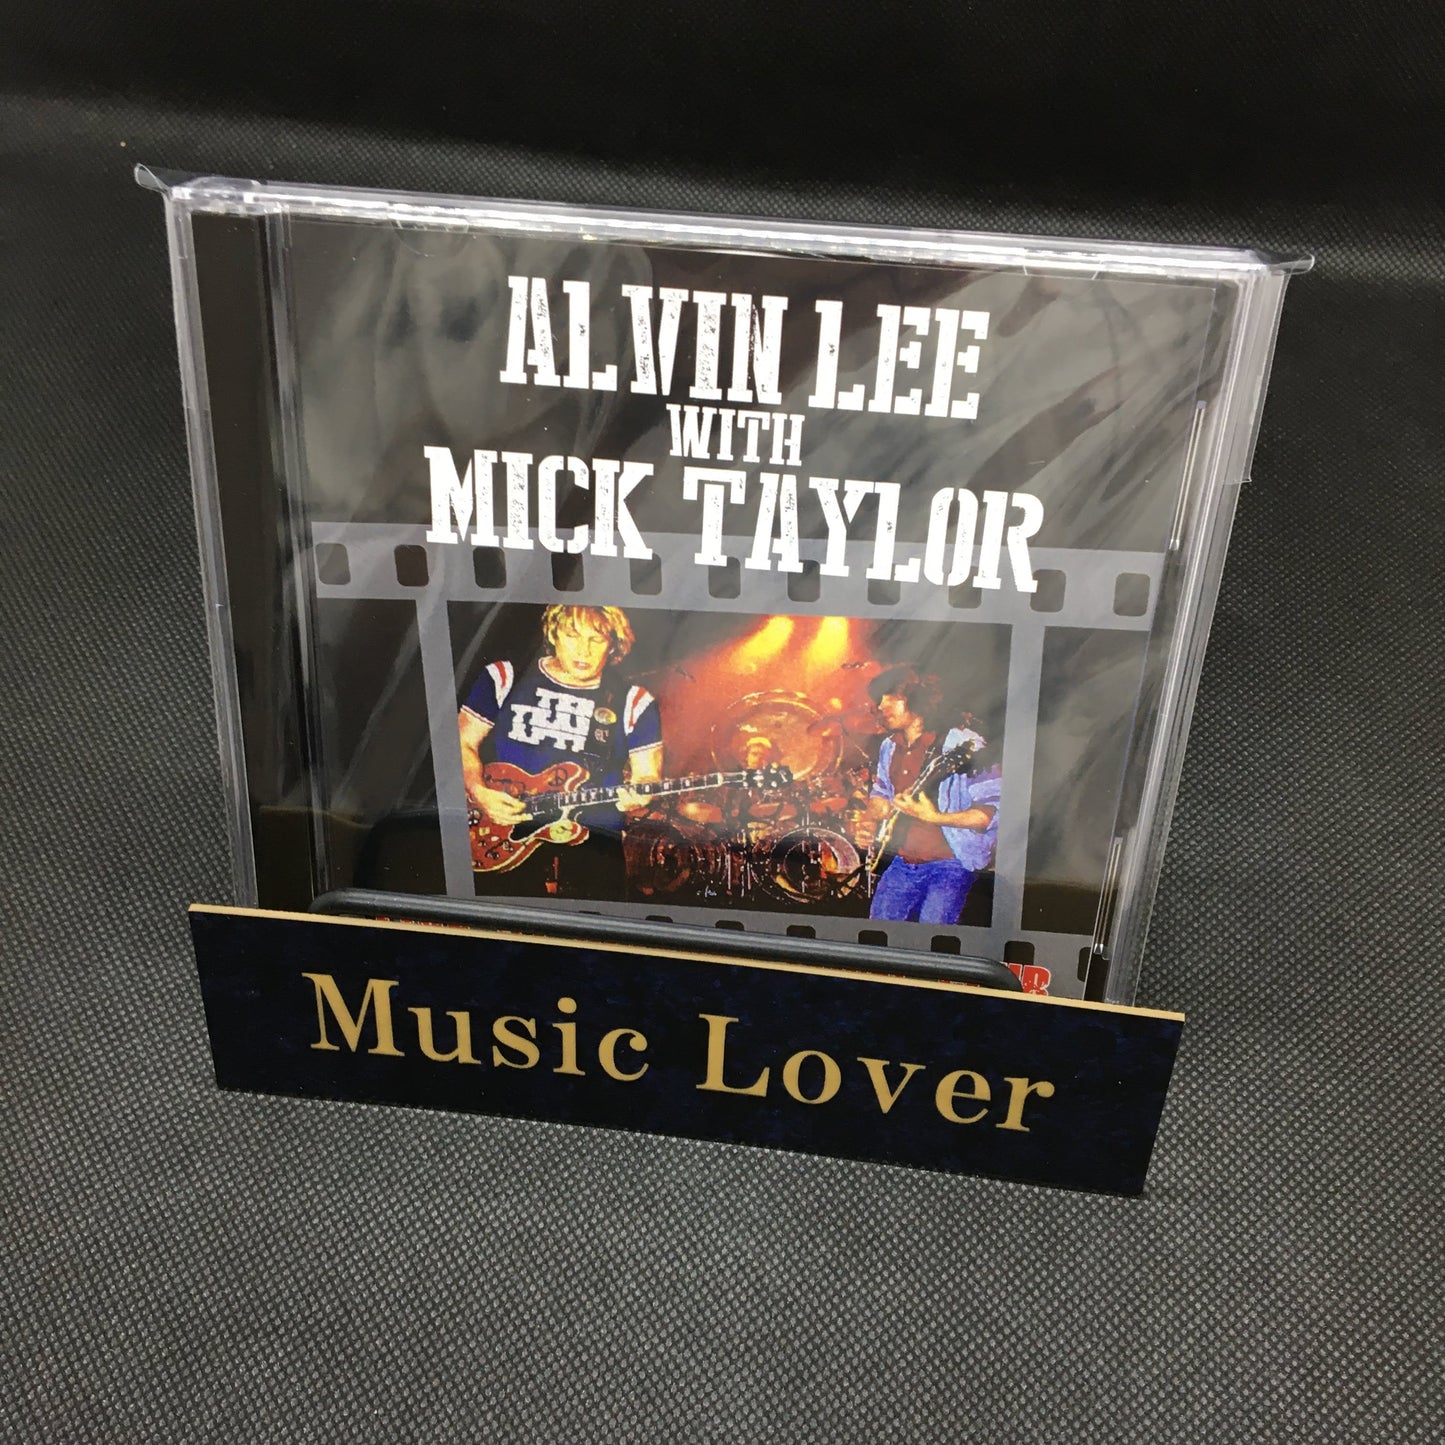 ALVIN LEE
WITH
MICK TAYLOR
Music Lover